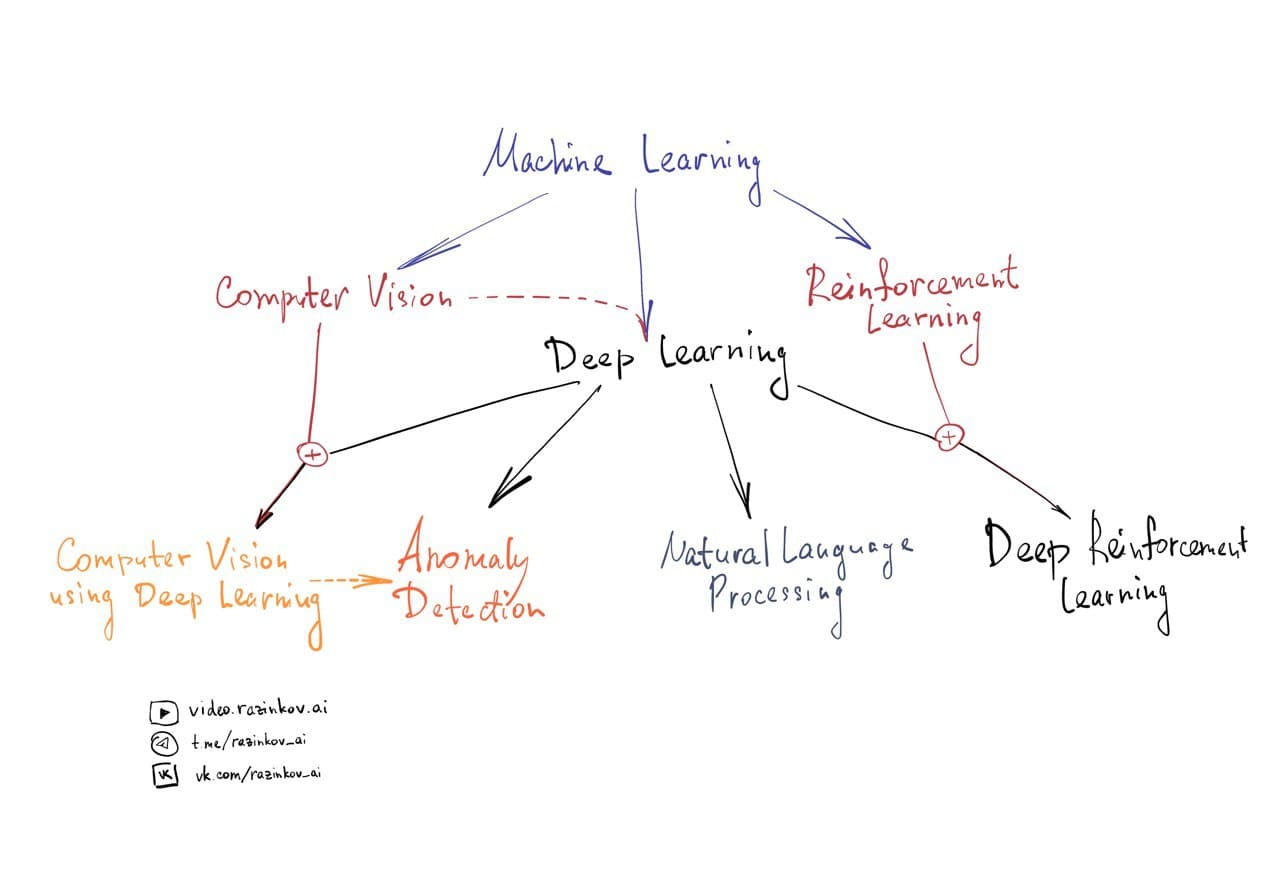 Machine Learning
Computer Vision
Reinforcement
Learning
Deep Learning
Computer Vision
using Deep Learning
Anomaly
Detection
Natural Language
Processing
Deep Reinforcement
Learning
video.razinkov.ai
t.me/razinkov_ai
VK vk.com/razinkov_ai